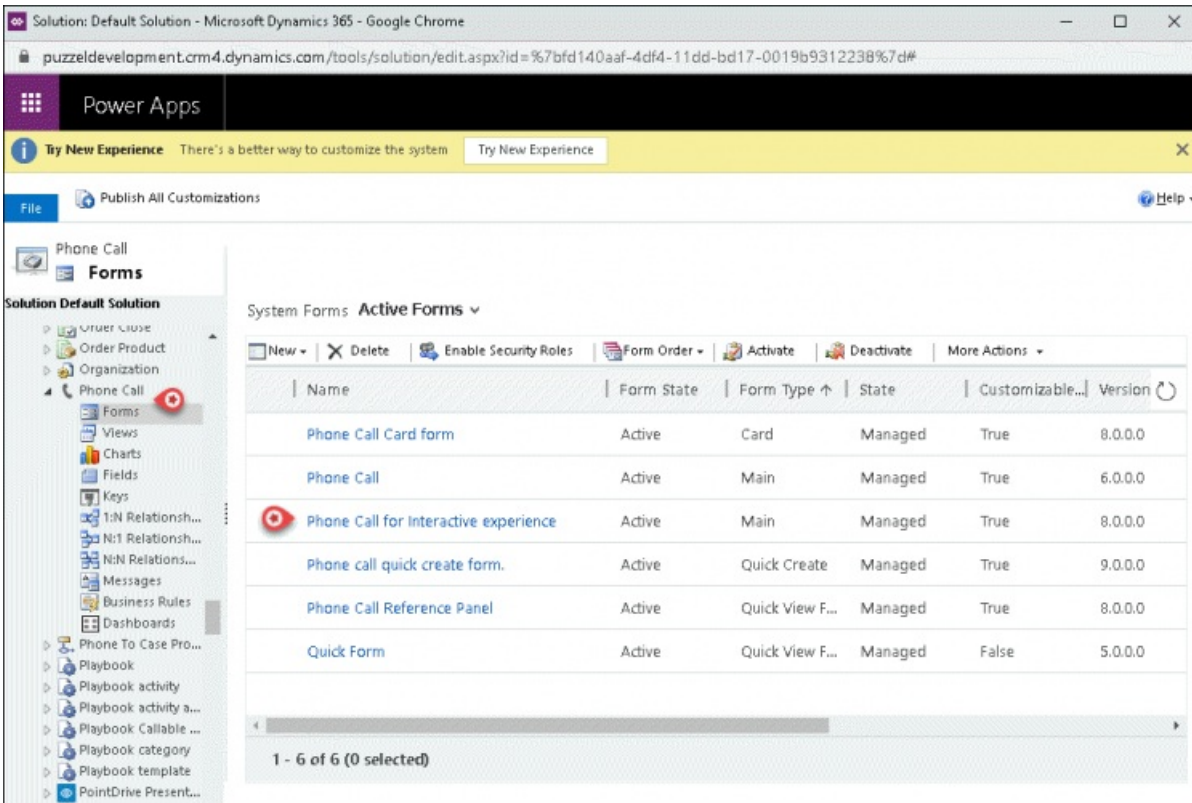 Solution: Default Solution - Microsoft Dynamics 365 - Google Chrome
puzzeldevelopment.crm4.dynamics.com/tools/solution/edit.aspx?id=%7bfd140aaf-4df4-11dd-bd17-0019b9312238%7d#
Power Apps
Try New Experience There's a better way to customize the system Try New Experience
File Publish All Customizations Help
Phone Call
Forms
Solution Default Solution
System Forms Active Forms
Order Close
Order Product
Organization
Phone Call
Forms
Views
Charts
Fields
Keys
1:N Relationsh...
N:1 Relationsh...
N:N Relations...
Messages
Business Rules
Dashboards
Phone To Case Pro...
Playbook
Playbook activity
Playbook activity a...
Playbook Callable ...
Playbook category
Playbook template
PointDrive Present...
New Delete Enable Security Roles Form Order Activate Deactivate More Actions
Name Form State Form Type ↑ State Customizable... Version
Phone Call Card form Active Card Managed True 8.0.0.0
Phone Call Active Main Managed True 6.0.0.0
Phone Call for Interactive experience Active Main Managed True 8.0.0.0
Phone call quick create form. Active Quick Create Managed True 9.0.0.0
Phone Call Reference Panel Active Quick View F... Managed True 8.0.0.0
Quick Form Active Quick View F... Managed False 5.0.0.0
1 - 6 of 6 (0 selected)